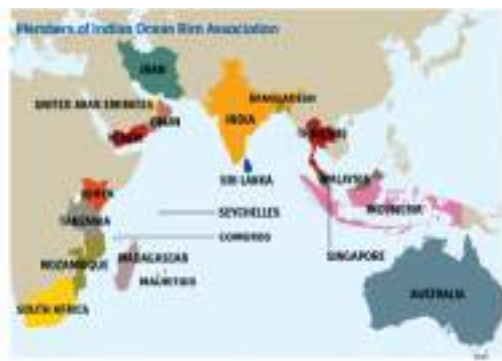 Members of Indian Ocean Rim Association
IRAN
UNITED ARAB EMIRATES
OMAN
BANGLADESH
INDIA
YEMEN
THAILAND
SRI LANKA
MALAYSIA
KENYA
SEYCHELLES
INDONESIA
TANZANIA
COMOROS
MADAGASCAR
SINGAPORE
MOZAMBIQUE
MAURITIUS
AUSTRALIA
SOUTH AFRICA